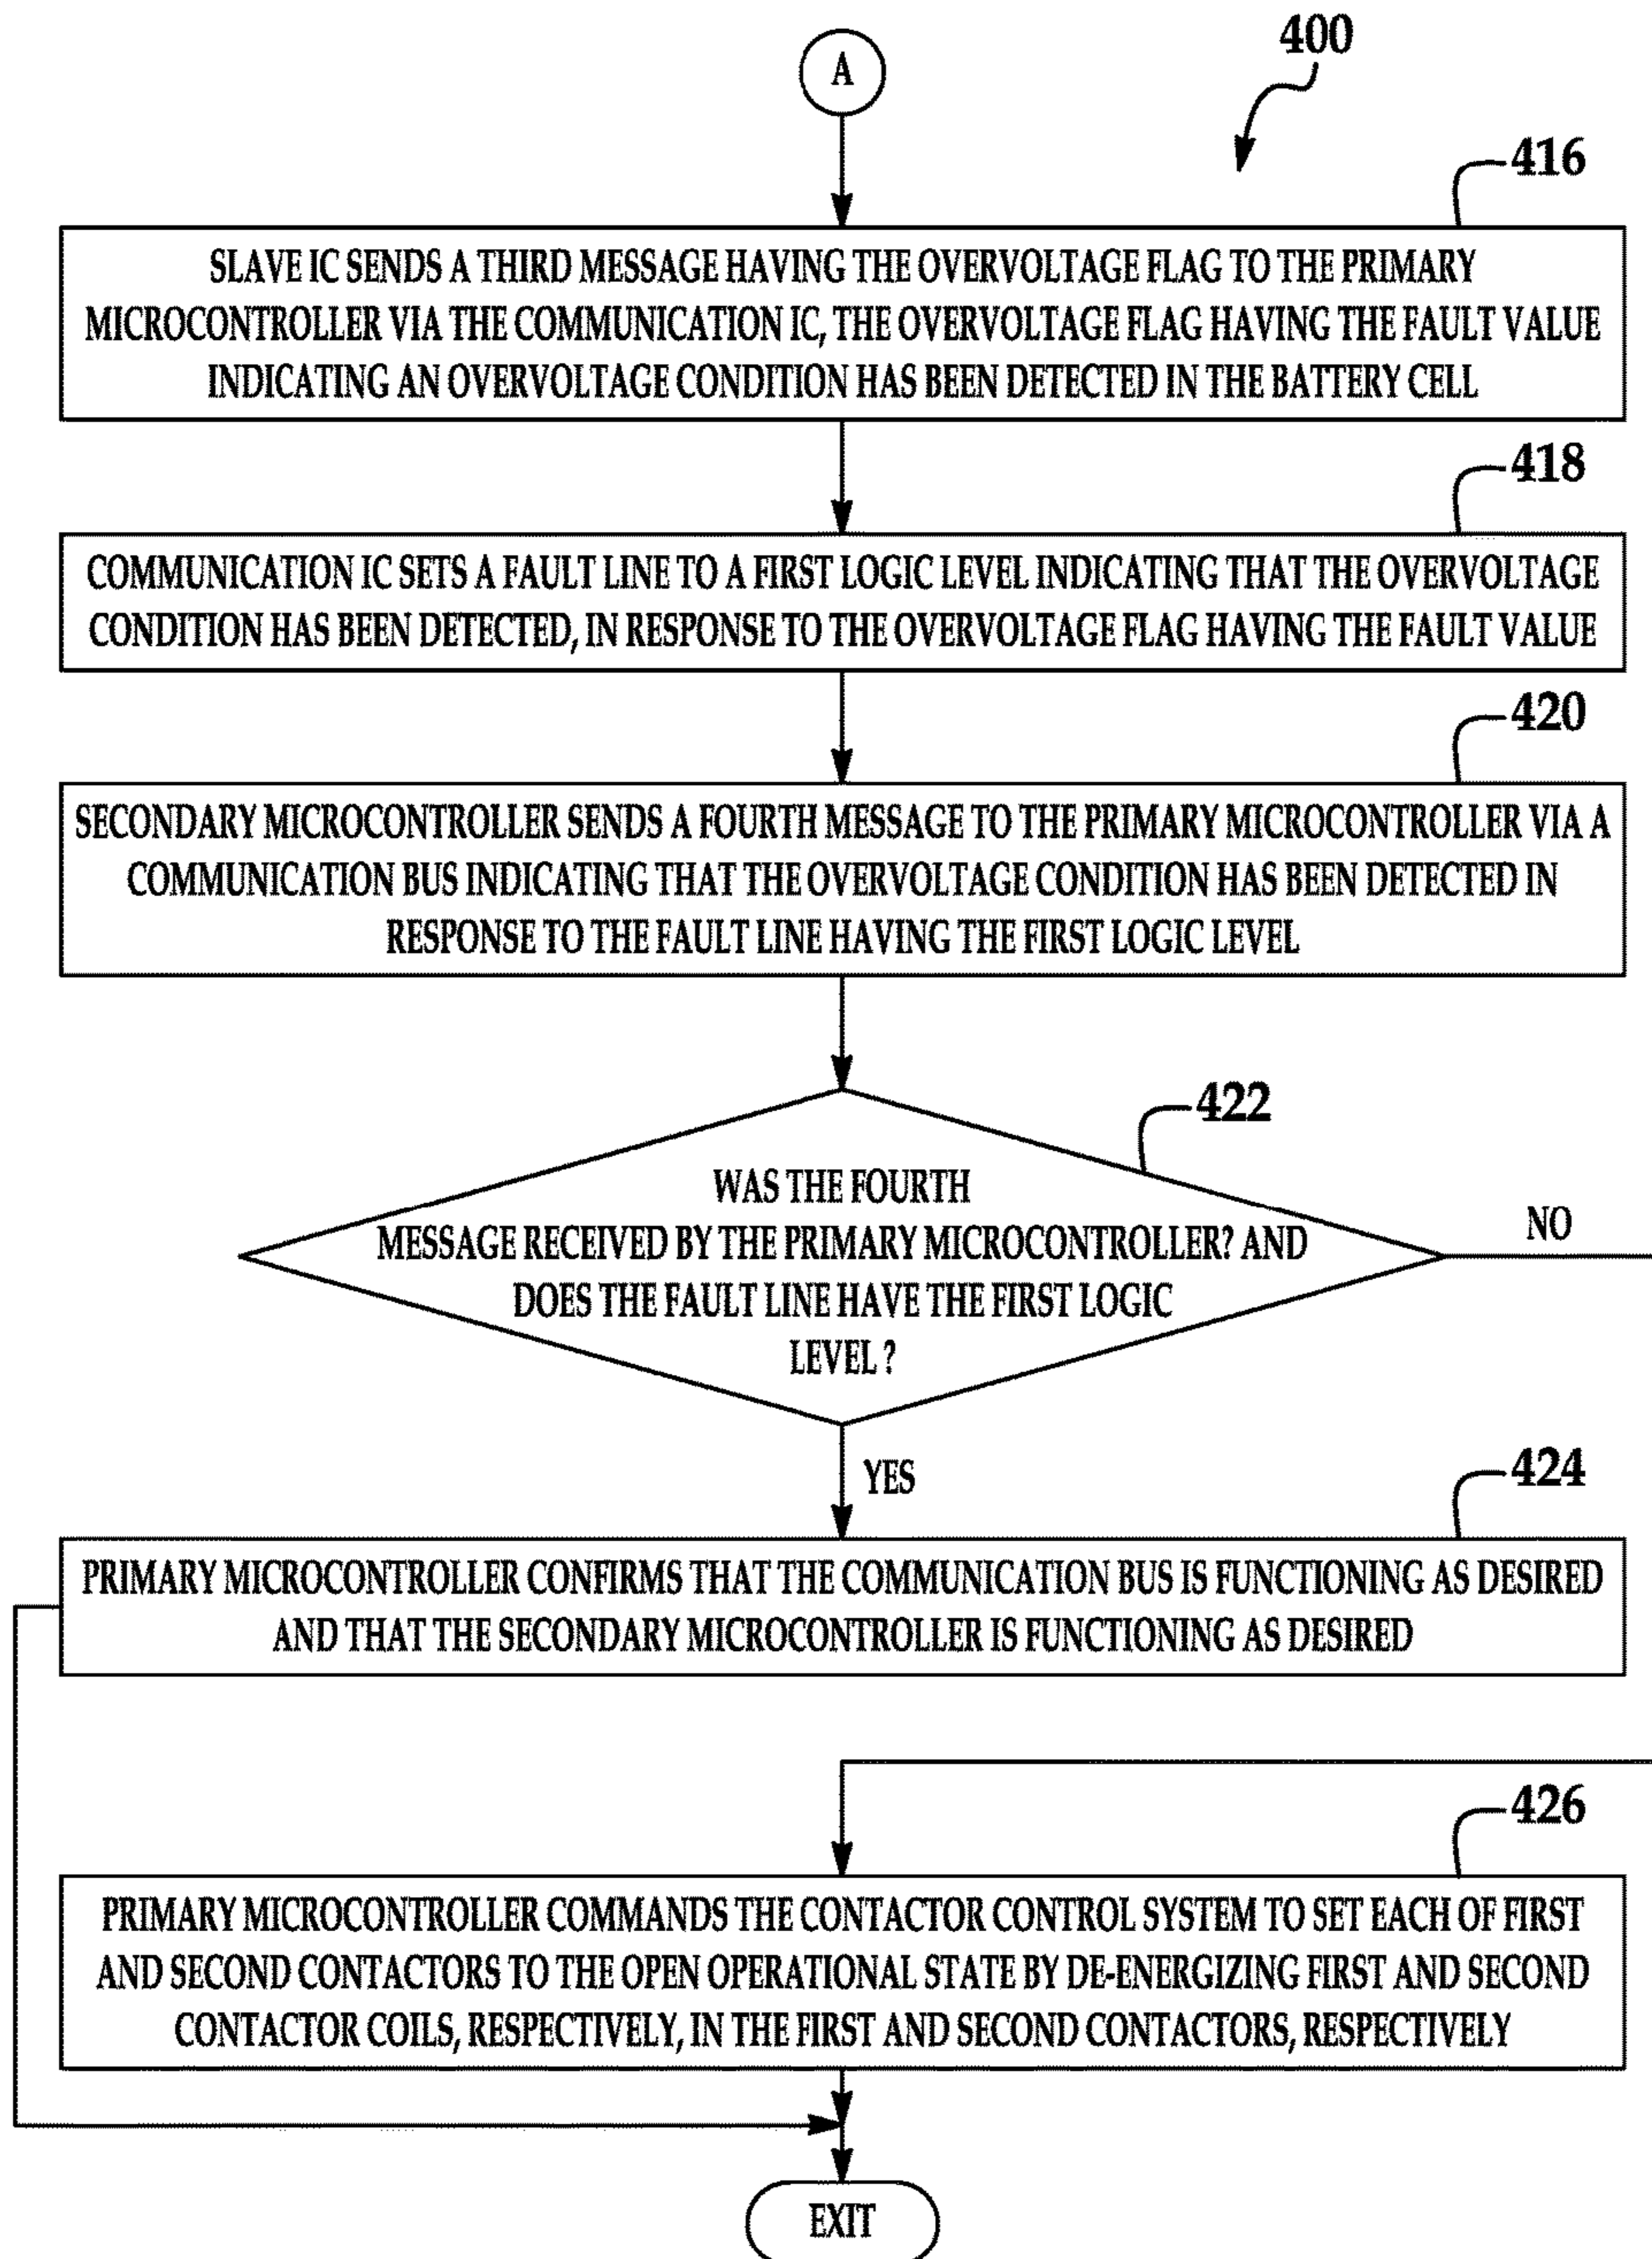 A
400
416
SLAVE IC SENDS A THIRD MESSAGE HAVING THE OVERVOLTAGE FLAG TO THE PRIMARY
MICROCONTROLLER VIA THE COMMUNICATION IC, THE OVERVOLTAGE FLAG HAVING THE FAULT VALUE
INDICATING AN OVERVOLTAGE CONDITION HAS BEEN DETECTED IN THE BATTERY CELL
418
COMMUNICATION IC SETS A FAULT LINE TO A FIRST LOGIC LEVEL INDICATING THAT THE OVERVOLTAGE
CONDITION HAS BEEN DETECTED, IN RESPONSE TO THE OVERVOLTAGE FLAG HAVING THE FAULT VALUE
420
SECONDARY MICROCONTROLLER SENDS A FOURTH MESSAGE TO THE PRIMARY MICROCONTROLLER VIA A
COMMUNICATION BUS INDICATING THAT THE OVERVOLTAGE CONDITION HAS BEEN DETECTED IN
RESPONSE TO THE FAULT LINE HAVING THE FIRST LOGIC LEVEL
422
WAS THE FOURTH
MESSAGE RECEIVED BY THE PRIMARY MICROCONTROLLER? AND
DOES THE FAULT LINE HAVE THE FIRST LOGIC
LEVEL ?
NO
YES
424
PRIMARY MICROCONTROLLER CONFIRMS THAT THE COMMUNICATION BUS IS FUNCTIONING AS DESIRED
AND THAT THE SECONDARY MICROCONTROLLER IS FUNCTIONING AS DESIRED
426
PRIMARY MICROCONTROLLER COMMANDS THE CONTACTOR CONTROL SYSTEM TO SET EACH OF FIRST
AND SECOND CONTACTORS TO THE OPEN OPERATIONAL STATE BY DE-ENERGIZING FIRST AND SECOND
CONTACTOR COILS, RESPECTIVELY, IN THE FIRST AND SECOND CONTACTORS, RESPECTIVELY
EXIT